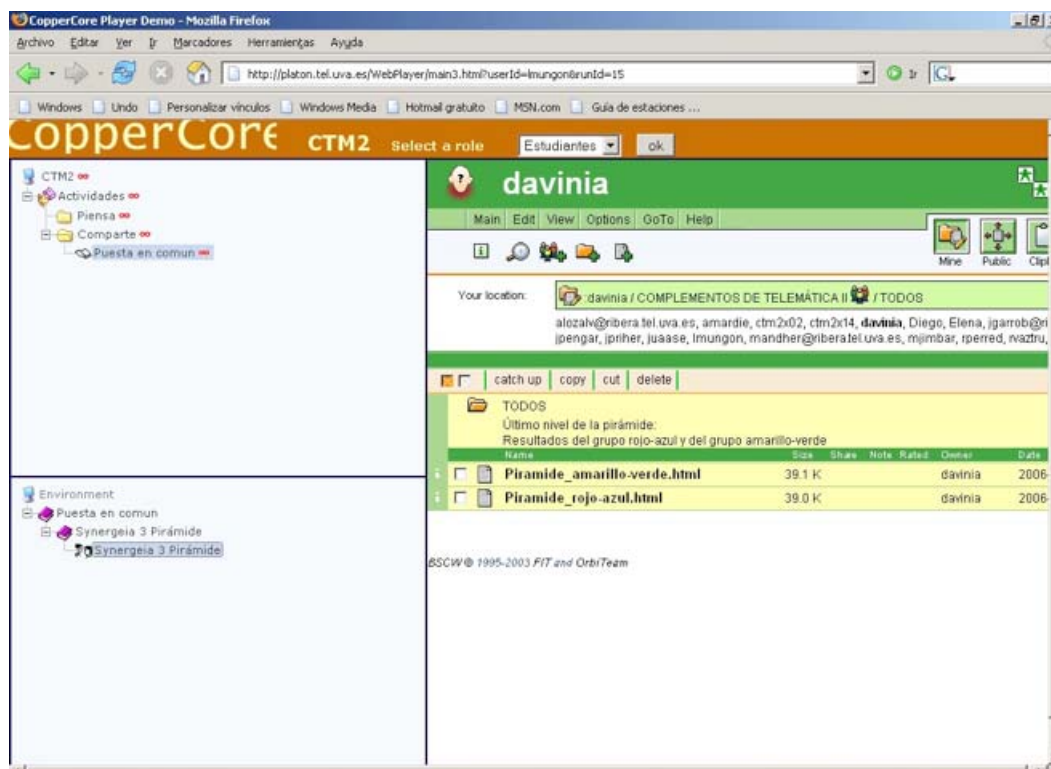 CopperCore Player Demo - Mozilla Firefox
Archivo Editar Ver Ir Marcadores Herramientas Ayuda
http://platon.tel.uva.es/WebPlayer/main3.html?userId=lmungon&runId=15
Ir
Windows Undo Personalizar vínculos Windows Media Hotmail gratuito MSN.com Guía de estaciones ...
CopperCore CTM2 Select a role Estudiantes ok
CTM2
Actividades
Piensa
Comparte
Puesta en comun
davinia
Main Edit View Options GoTo Help
Mine Public Clip
Your location: :davinia / COMPLEMENTOS DE TELEMÁTICA II / TODOS
alozalv@ribera.tel.uva.es, amardie, ctm2x02, ctm2x14, davinia, Diego, Elena, jgarrob@ri
jpengar, jpriher, juaase, lmungon, mandher@ribera.tel.uva.es, mjimbar, rperred, rvaztru,
catch up copy cut delete
TODOS
Último nivel de la pirámide:
Resultados del grupo rojo-azul y del grupo amarillo-verde
Name Size Share Note Rated Owner Date
Piramide_amarillo-verde.html 39.1 K davinia 2006-
Piramide_rojo-azul.html 39.0 K davinia 2006-
BSCW © 1995-2003 FIT and OrbiTeam
Environment
Puesta en comun
Synergeia 3 Pirámide
Synergeia 3 Pirámide